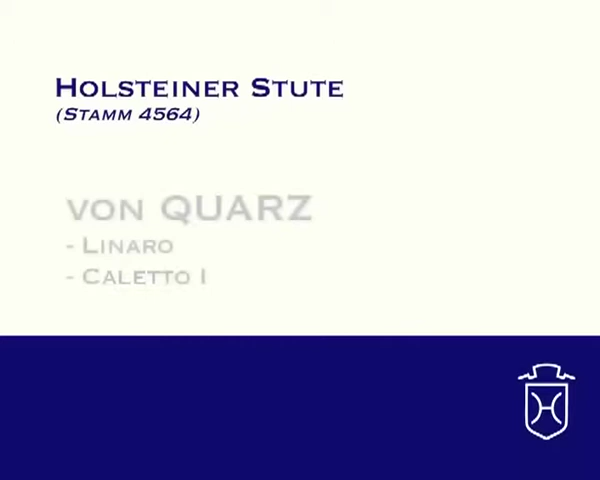 Holsteiner Stute
(Stamm 4564)
von QUARZ
- Linaro
- Caletto I